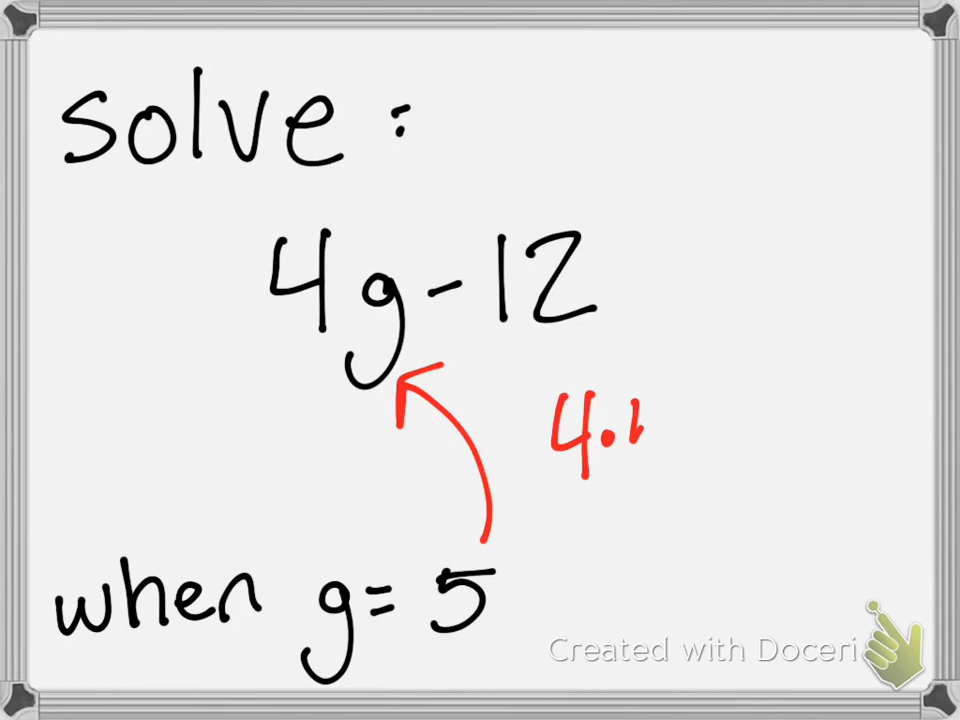 solve :
4g - 12
4 •
when g = 5
Created with Doceri